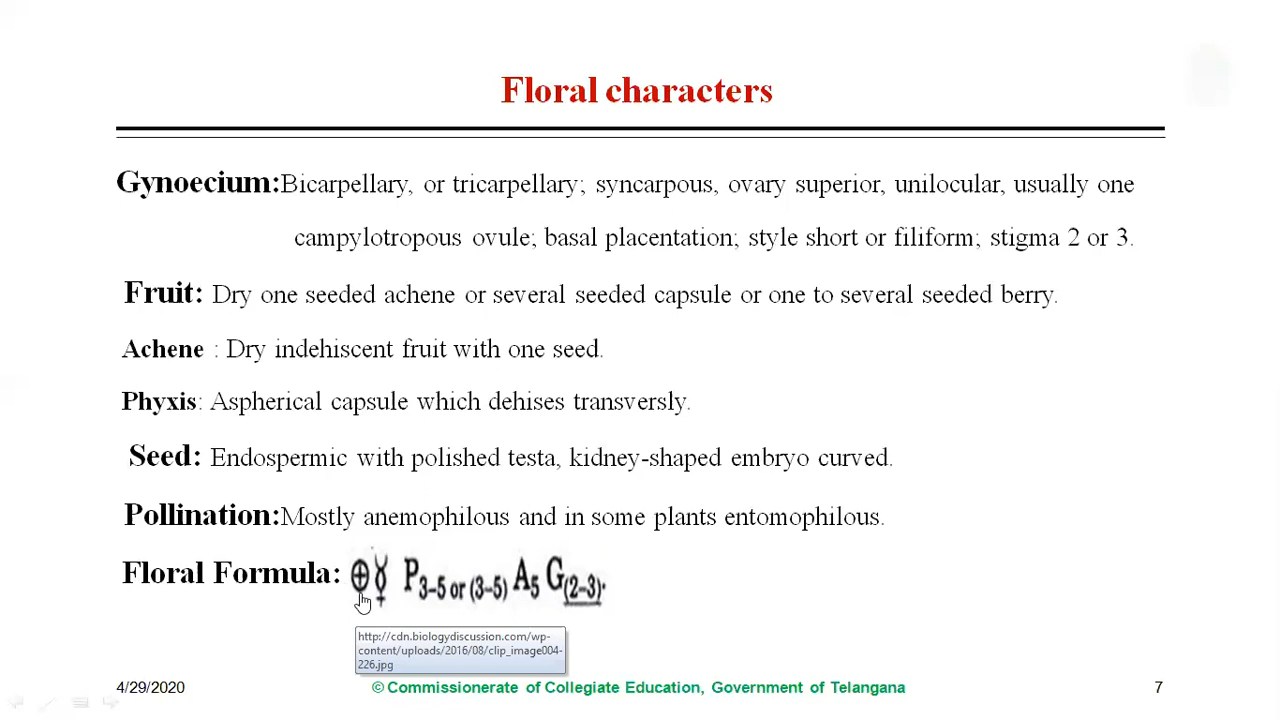 Floral characters
Gynoecium:Bicarpellary, or tricarpellary; syncarpous, ovary superior, unilocular, usually one
campylotropous ovule; basal placentation; style short or filiform; stigma 2 or 3.
Fruit: Dry one seeded achene or several seeded capsule or one to several seeded berry.
Achene : Dry indehiscent fruit with one seed.
Phyxis: Aspherical capsule which dehises transversly.
Seed: Endospermic with polished testa, kidney-shaped embryo curved.
Pollination:Mostly anemophilous and in some plants entomophilous.
Floral Formula: ⊕ ☿ P3–5 or (3–5) A5 G(2–3).
http://cdn.biologydiscussion.com/wp-
content/uploads/2016/08/clip_image004-
226.jpg
4/29/2020 © Commissionerate of Collegiate Education, Government of Telangana 7